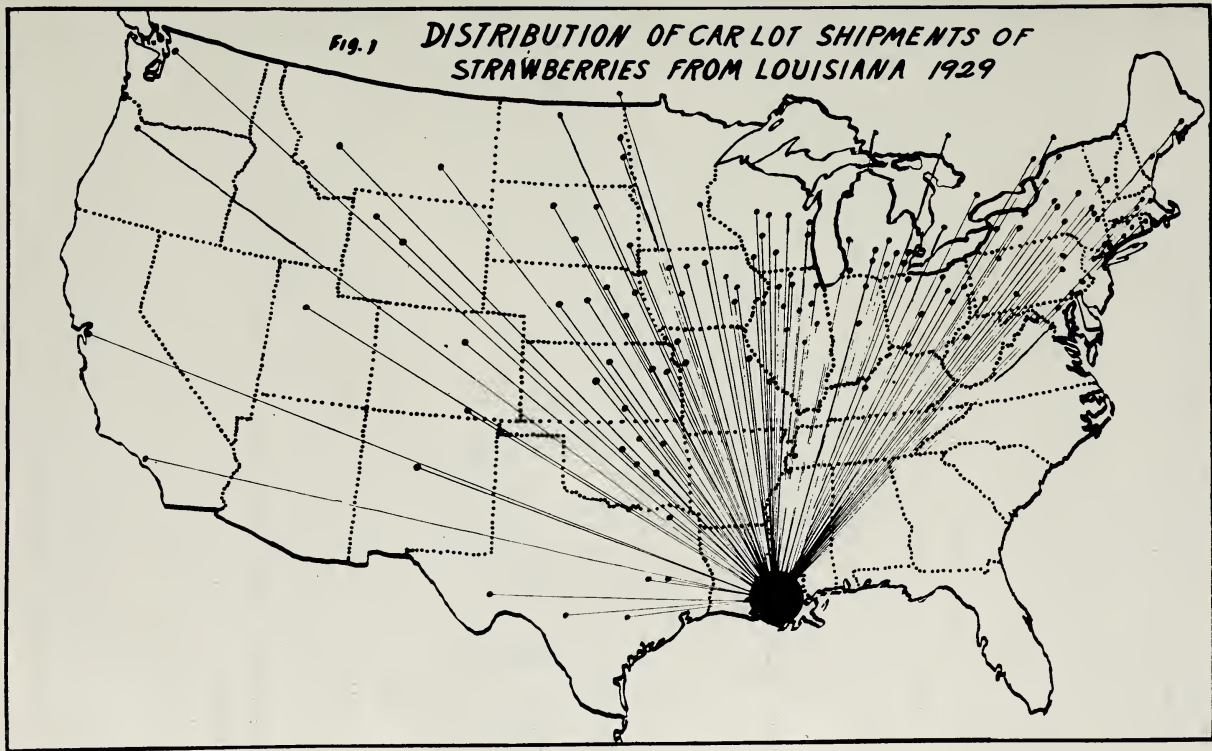 Fig. 1 DISTRIBUTION OF CAR LOT SHIPMENTS OF
STRAWBERRIES FROM LOUISIANA 1929